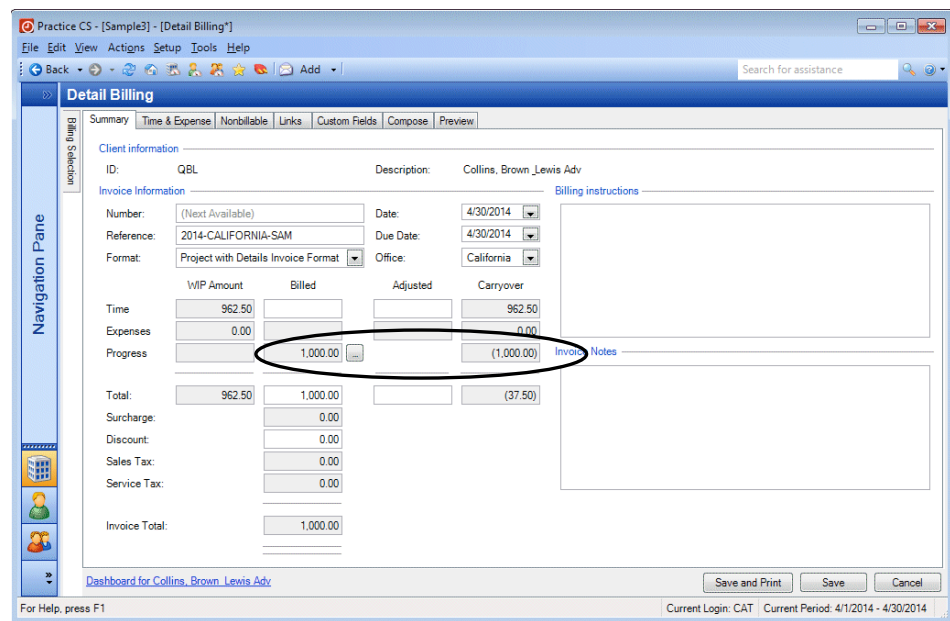 Practice CS - [Sample3] - [Detail Billing*]
File Edit View Actions Setup Tools Help
Back Add Search for assistance
Detail Billing
Navigation Pane
Billing Selection
Summary Time & Expense Nonbillable Links Custom Fields Compose Preview
Client information
ID: QBL Description: Collins, Brown _Lewis Adv
Invoice Information Billing instructions
Number: (Next Available) Date: 4/30/2014
Reference: 2014-CALIFORNIA-SAM Due Date: 4/30/2014
Format: Project with Details Invoice Format Office: California
WIP Amount Billed Adjusted Carryover
Time 962.50 962.50
Expenses 0.00 0.00
Progress 1,000.00 ... (1,000.00) Invoice Notes
Total: 962.50 1,000.00 (37.50)
Surcharge: 0.00
Discount: 0.00
Sales Tax: 0.00
Service Tax: 0.00
Invoice Total: 1,000.00
Dashboard for Collins, Brown_Lewis Adv Save and Print Save Cancel
For Help, press F1 Current Login: CAT Current Period: 4/1/2014 - 4/30/2014